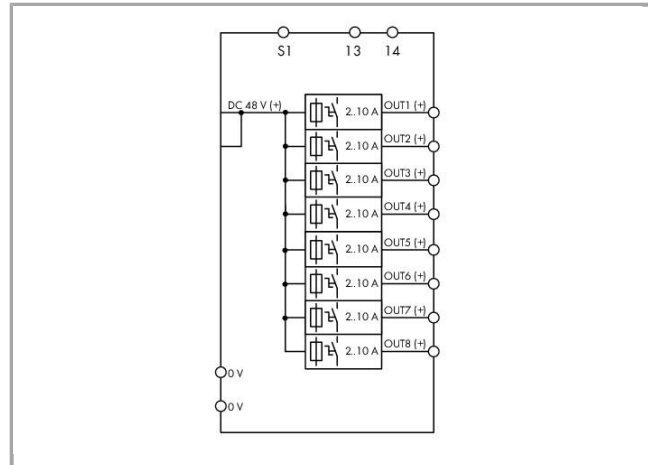 S1 13 14
DC 48 V (+)
2..10 A OUT1 (+)
2..10 A OUT2 (+)
2..10 A OUT3 (+)
2..10 A OUT4 (+)
2..10 A OUT5 (+)
2..10 A OUT6 (+)
2..10 A OUT7 (+)
2..10 A OUT8 (+)
0 V
0 V